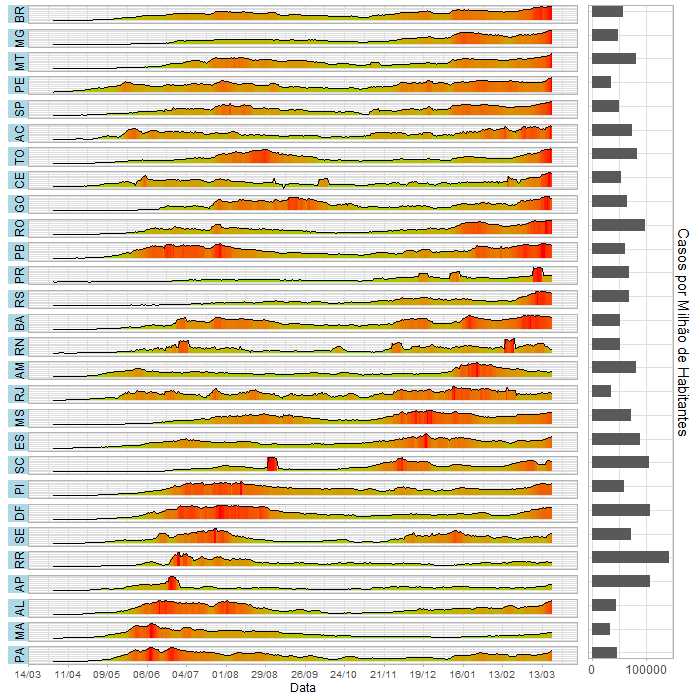 BR
MG
MT
PE
SP
AC
TO
CE
GO
RO
PB
PR
RS
BA
RN
AM
RJ
MS
ES
SC
PI
DF
SE
RR
AP
AL
MA
PA
14/03 11/04 09/05 06/06 04/07 01/08 29/08 26/09 24/10 21/11 19/12 16/01 13/02 13/03
Data
0 100000
Casos por Milhão de Habitantes